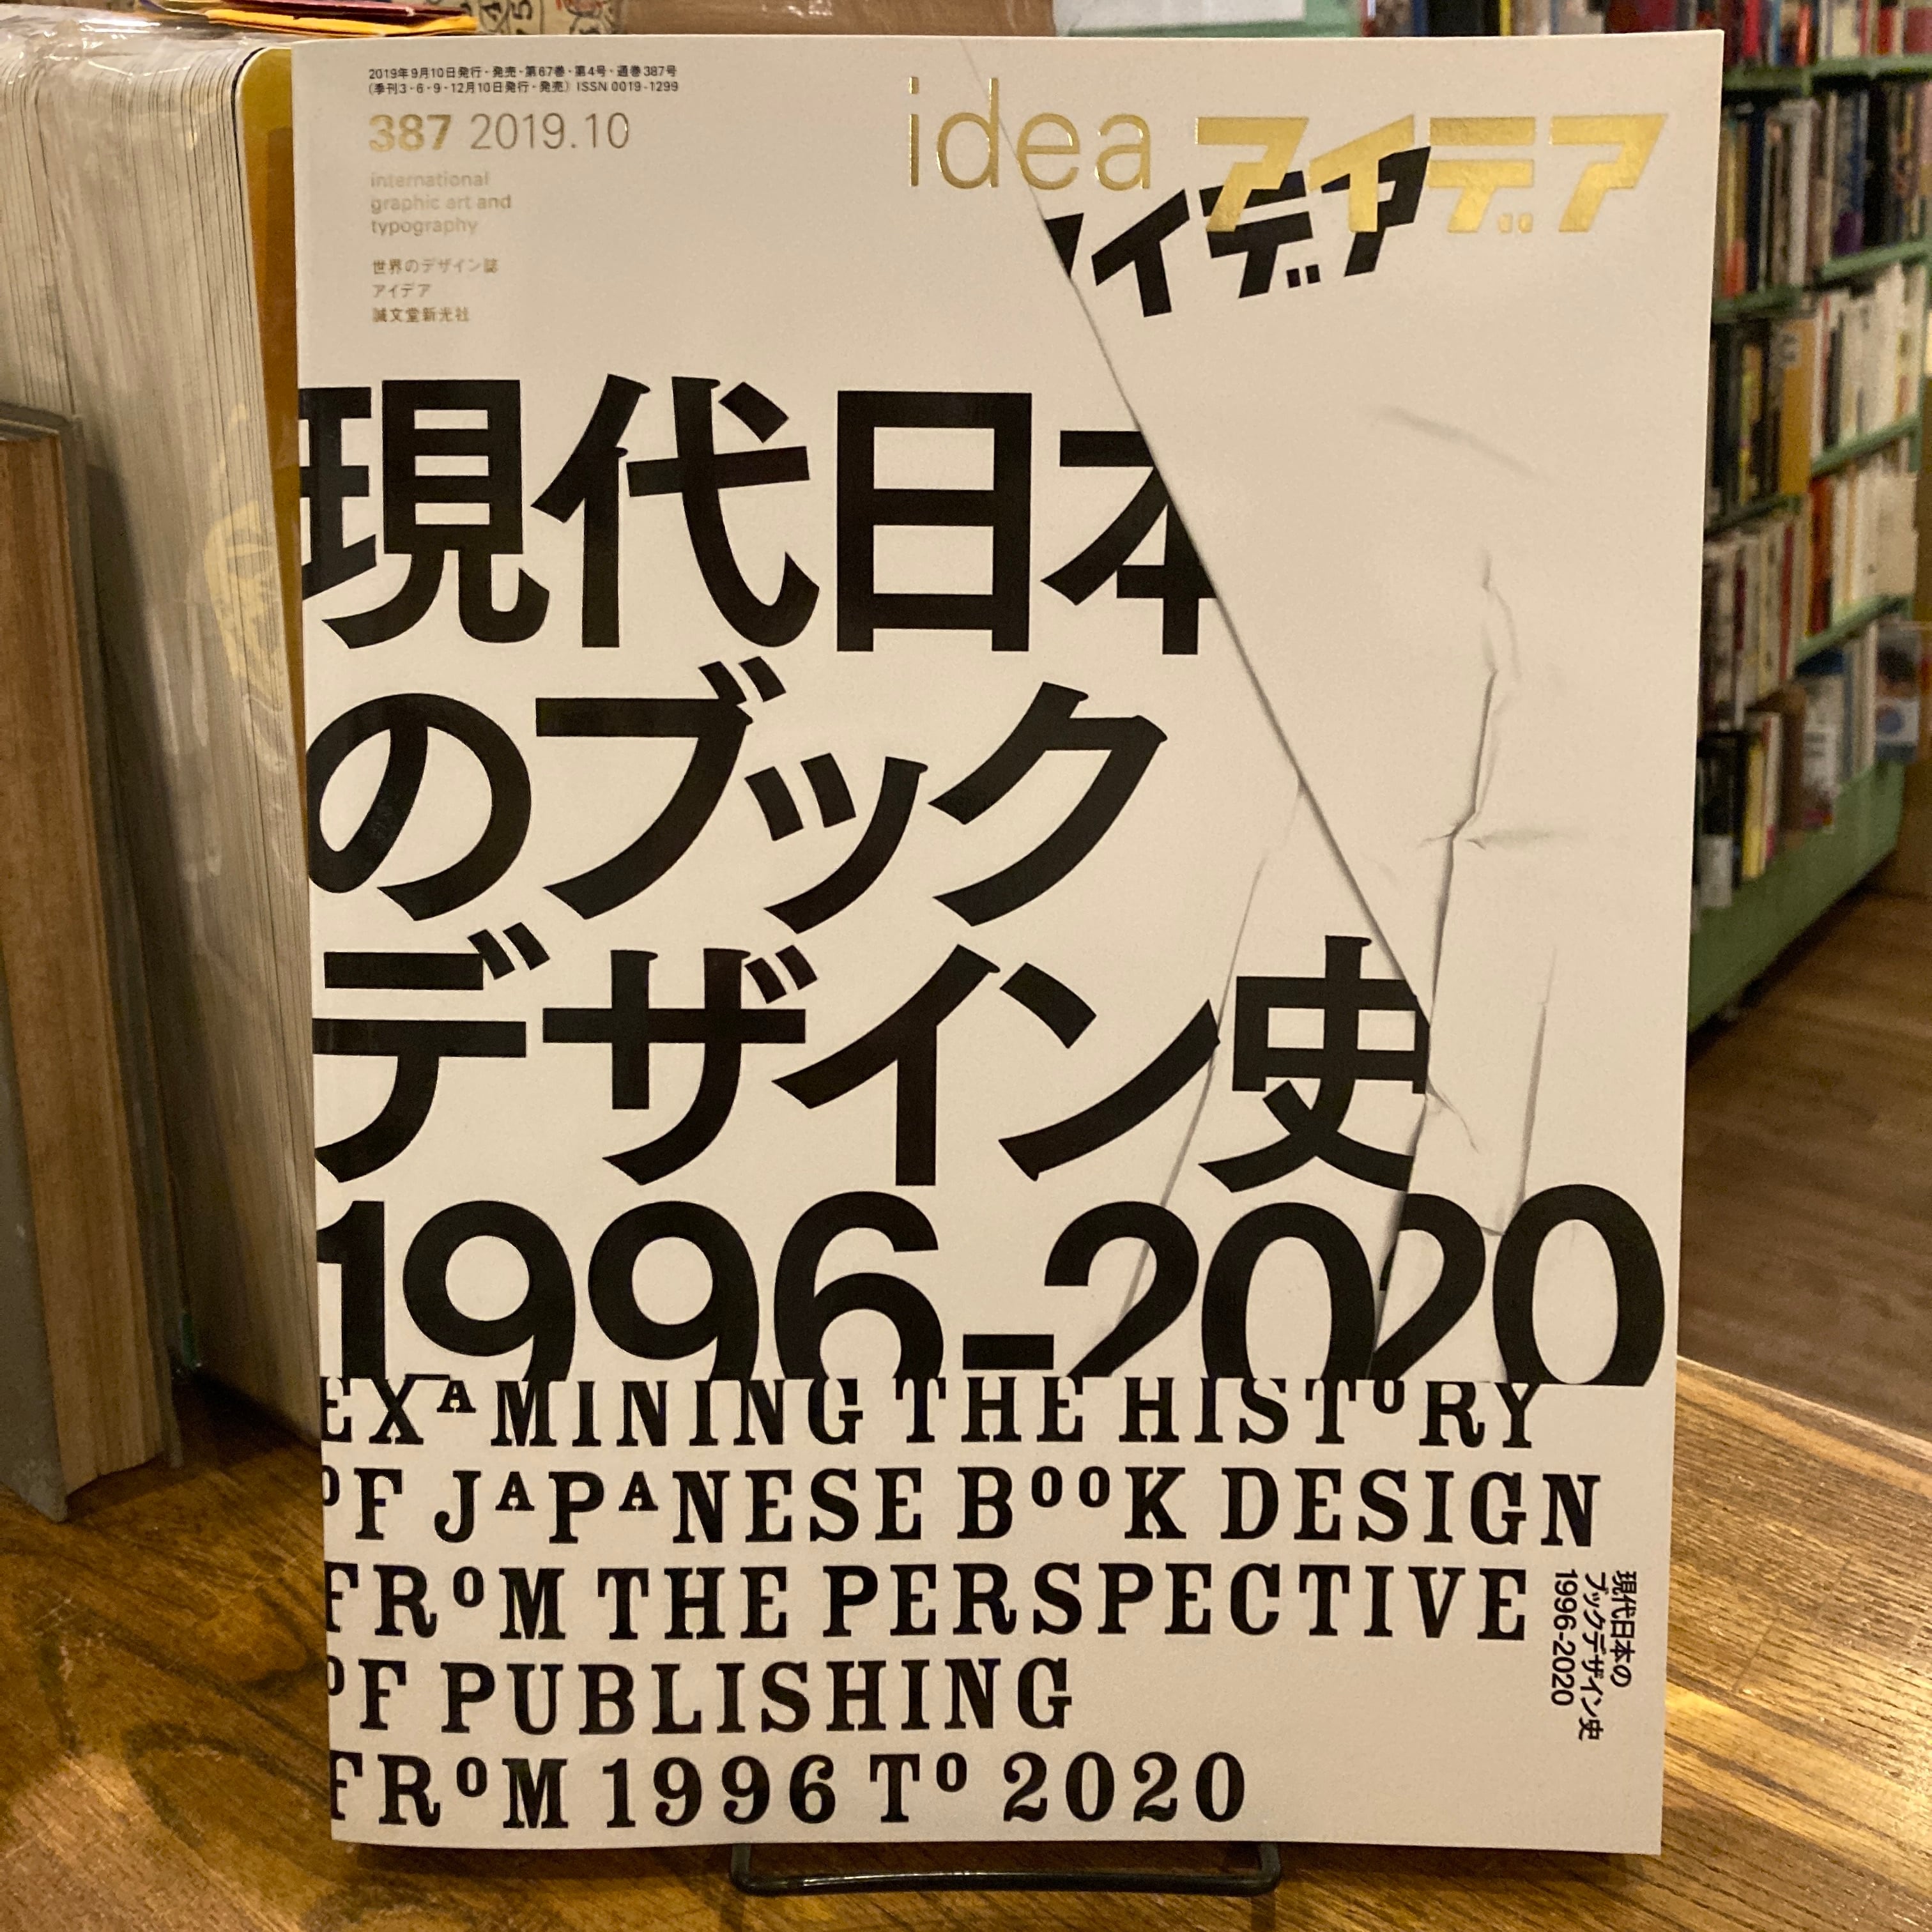 2019年9月10日発行・発売・第67巻・第4号・通巻387号
(季刊3・6・9・12月10日発行・発売) ISSN 0019-1299
387 2019.10
international
graphic art and
typography
世界のデザイン誌
アイデア
誠文堂新光社
idea アイデア
アイデア
現代日本
のブック
デザイン史
1996-2020
EXAMINING THE HISTORY
OF JAPANESE BOOK DESIGN
FROM THE PERSPECTIVE
OF PUBLISHING
FROM 1996 TO 2020
現代日本の
ブックデザイン史
1996-2020